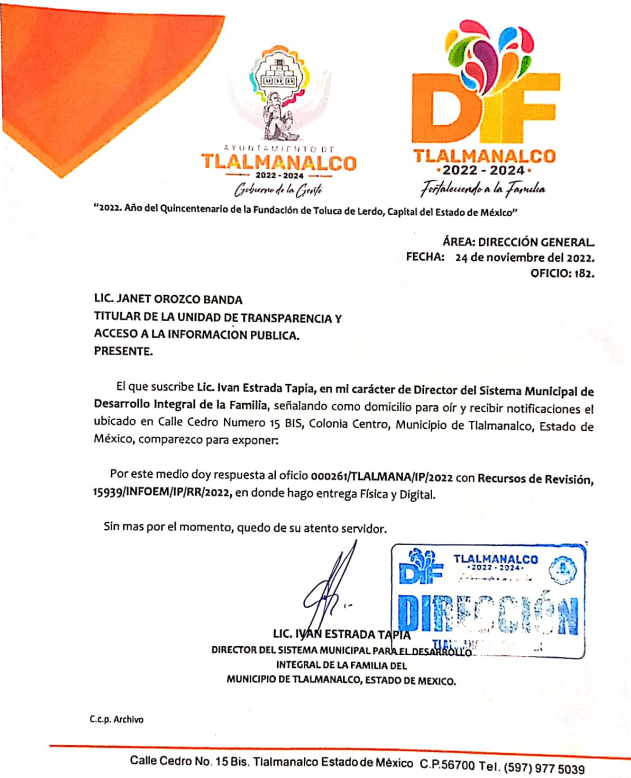 AYUNTAMIENTO DE
TLALMANALCO
2022 - 2024
Gobierno de la Gente
DIF
TLALMANALCO
•2022 - 2024•
Fortaleciendo a la Familia
"2022. Año del Quincentenario de la Fundación de Toluca de Lerdo, Capital del Estado de México"
ÁREA: DIRECCIÓN GENERAL.
FECHA: 24 de noviembre del 2022.
OFICIO: 182.
LIC. JANET OROZCO BANDA
TITULAR DE LA UNIDAD DE TRANSPARENCIA Y
ACCESO A LA INFORMACIÓN PUBLICA.
PRESENTE.
El que suscribe Lic. Ivan Estrada Tapia, en mi carácter de Director del Sistema Municipal de
Desarrollo Integral de la Familia, señalando como domicilio para oír y recibir notificaciones el
ubicado en Calle Cedro Numero 15 BIS, Colonia Centro, Municipio de Tlalmanalco, Estado de
México, comparezco para exponer:
Por este medio doy respuesta al oficio 000261/TLALMANA/IP/2022 con Recursos de Revisión,
15939/INFOEM/IP/RR/2022, en donde hago entrega Física y Digital.
Sin mas por el momento, quedo de su atento servidor.
DIF
TLALMANALCO
•2022 - 2024•
DIRECCIÓN
LIC. IVAN ESTRADA TAPIA
DIRECTOR DEL SISTEMA MUNICIPAL PARA EL DESARROLLO
INTEGRAL DE LA FAMILIA DEL
MUNICIPIO DE TLALMANALCO, ESTADO DE MEXICO.
C.c.p. Archivo
Calle Cedro No. 15 Bis. Tlalmanalco Estado de México C.P.56700 Tel. (597) 977 5039